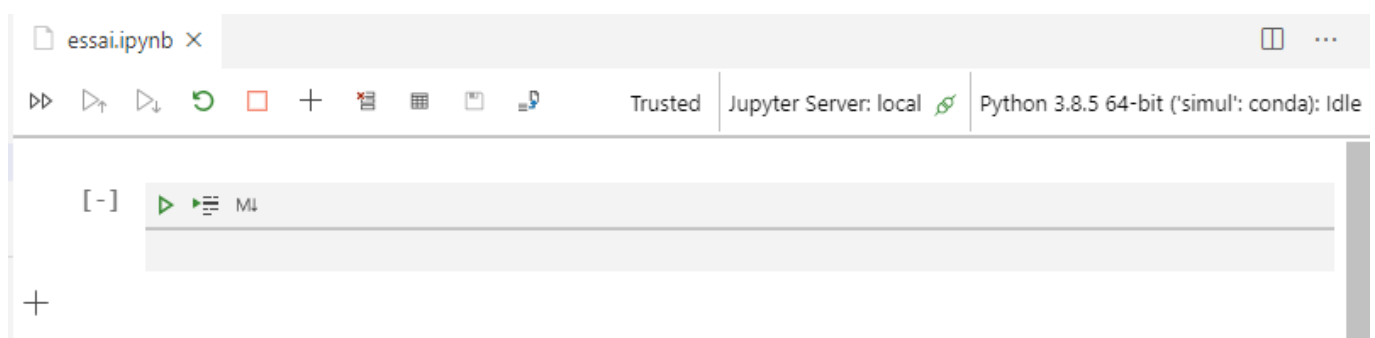 essai.ipynb
Trusted Jupyter Server: local Python 3.8.5 64-bit ('simul': conda): Idle
[-] M↓